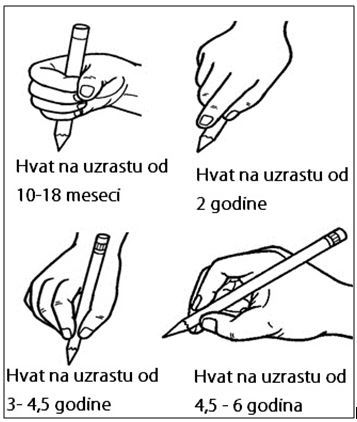 Hvat na uzrastu od
10-18 meseci
Hvat na uzrastu od
2 godine
Hvat na uzrastu od
3- 4,5 godine
Hvat na uzrastu od
4,5 - 6 godina